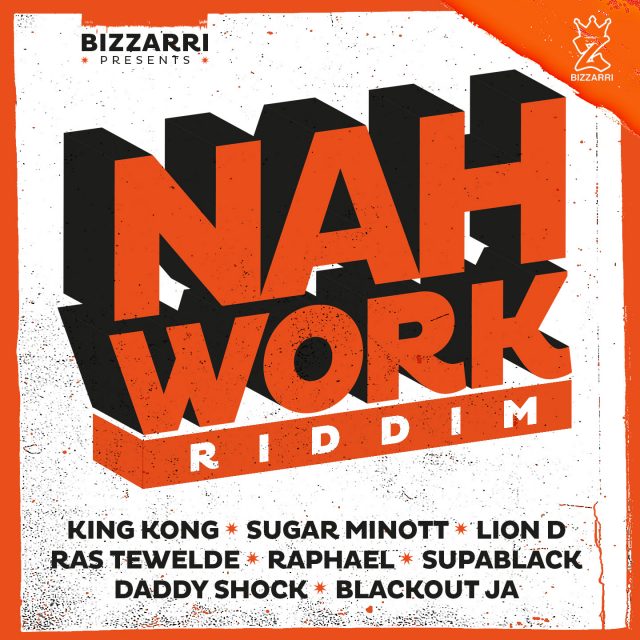 BIZZARRI
PRESENTS
BIZZARRI
NAH
WORK
RIDDIM
KING KONG * SUGAR MINOTT * LION D
RAS TEWELDE * RAPHAEL * SUPABLACK
DADDY SHOCK * BLACKOUT JA